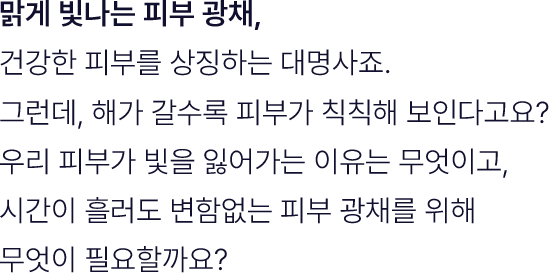 맑게 빛나는 피부 광채,
건강한 피부를 상징하는 대명사죠.
그런데, 해가 갈수록 피부가 칙칙해 보인다고요?
우리 피부가 빛을 잃어가는 이유는 무엇이고,
시간이 흘러도 변함없는 피부 광채를 위해
무엇이 필요할까요?